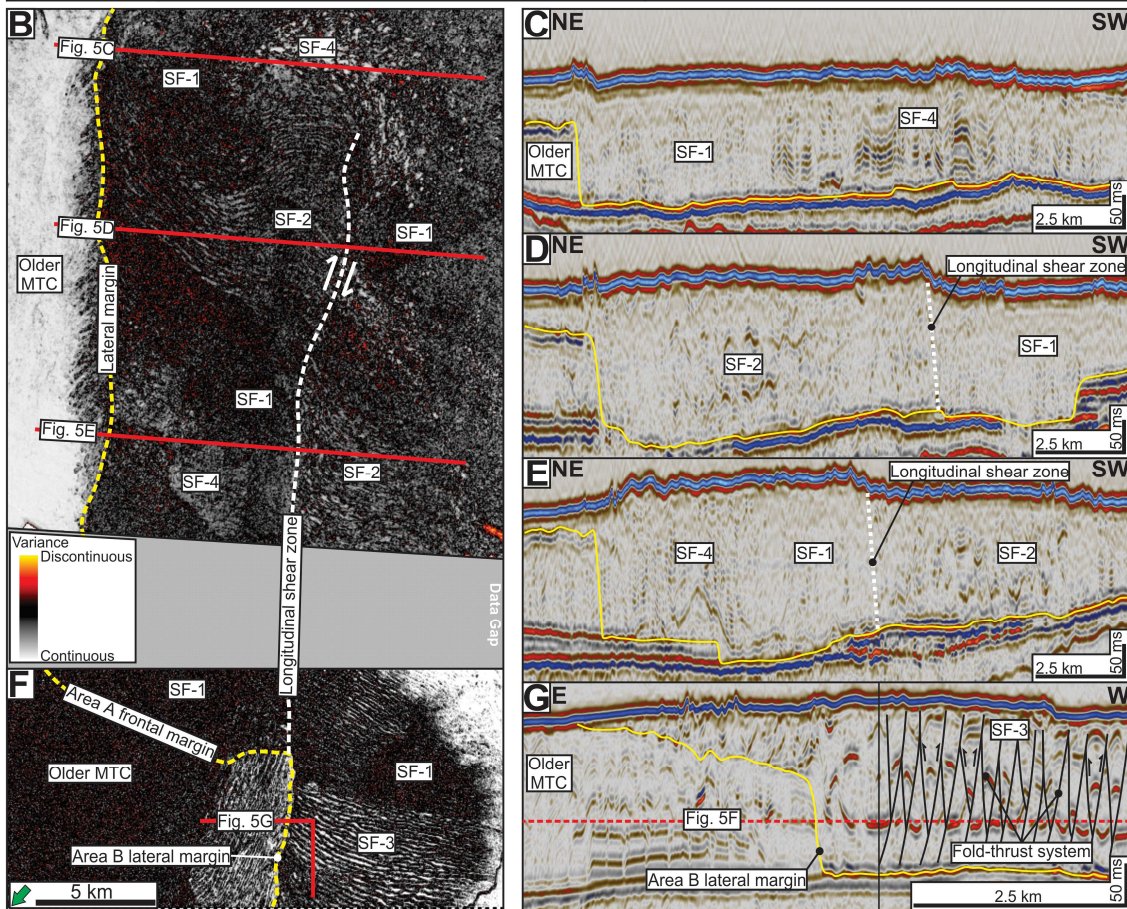 B
Fig. 5C
SF-4
SF-1
Fig. 5D
SF-2
SF-1
Older
MTC
Lateral margin
SF-1
Fig. 5E
SF-4
SF-2
Variance
Discontinuous
Continuous
Longitudinal shear zone
Data Gap
F
SF-1
Area A frontal margin
Older MTC
SF-1
Fig. 5G
SF-3
Area B lateral margin
5 km
C NE
SW
SF-4
Older
MTC
SF-1
2.5 km
50 ms
D NE
SW
Longitudinal shear zone
SF-2
SF-1
2.5 km
50 ms
E NE
SW
Longitudinal shear zone
SF-4
SF-1
SF-2
2.5 km
50 ms
G E
W
SF-3
Older
MTC
Fig. 5F
Fold-thrust system
Area B lateral margin
2.5 km
50 ms